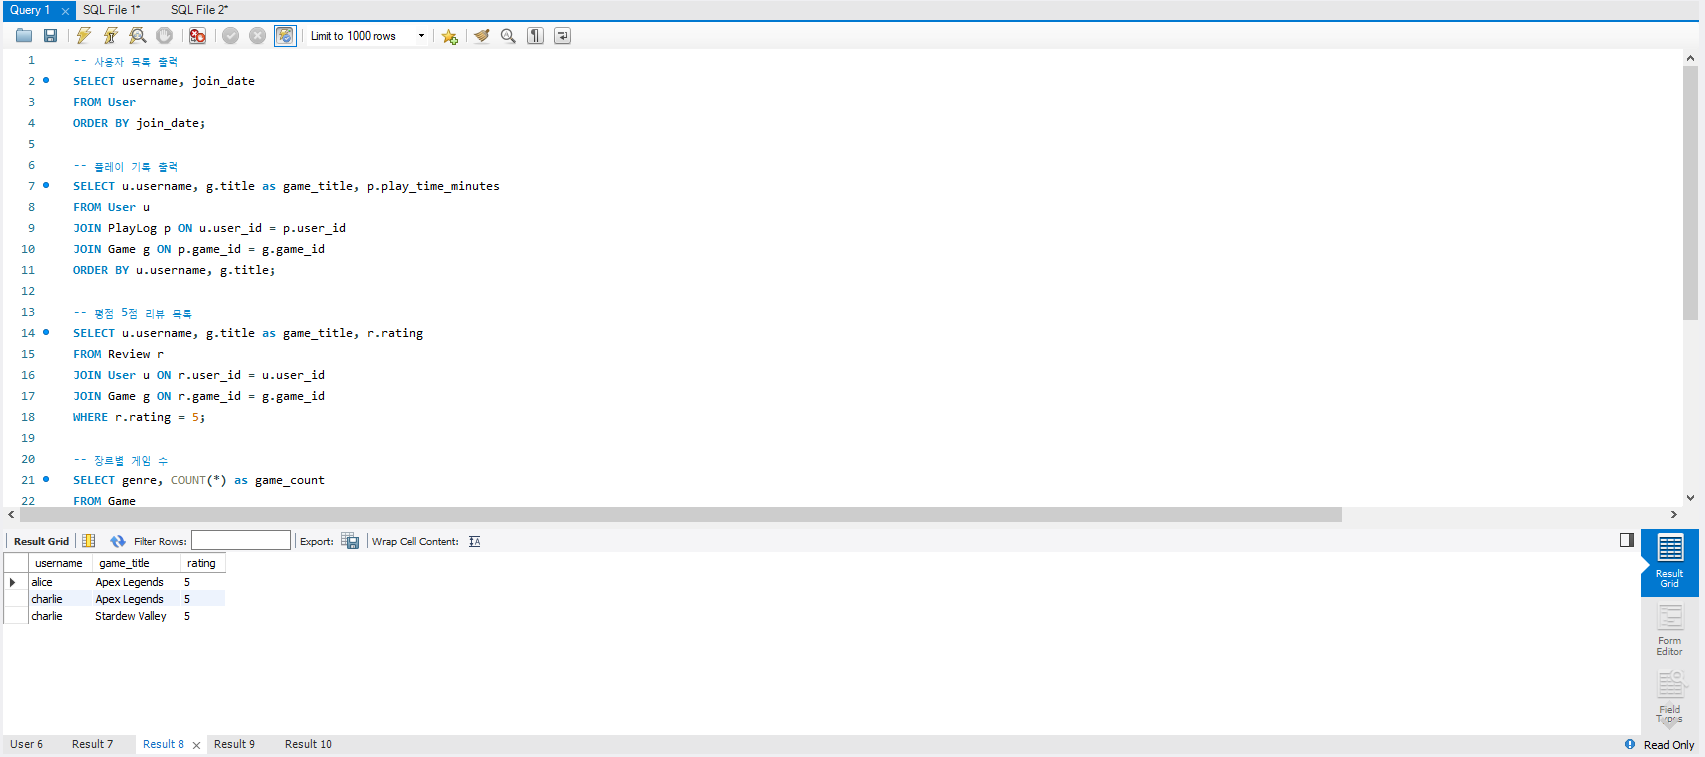 Query 1
SQL File 1*
SQL File 2*
Limit to 1000 rows
1 -- 사용자 목록 출력
2 SELECT username, join_date
3 FROM User
4 ORDER BY join_date;
5
6 -- 플레이 기록 출력
7 SELECT u.username, g.title as game_title, p.play_time_minutes
8 FROM User u
9 JOIN PlayLog p ON u.user_id = p.user_id
10 JOIN Game g ON p.game_id = g.game_id
11 ORDER BY u.username, g.title;
12
13 -- 평점 5점 리뷰 목록
14 SELECT u.username, g.title as game_title, r.rating
15 FROM Review r
16 JOIN User u ON r.user_id = u.user_id
17 JOIN Game g ON r.game_id = g.game_id
18 WHERE r.rating = 5;
19
20 -- 장르별 게임 수
21 SELECT genre, COUNT(*) as game_count
22 FROM Game
Result Grid Filter Rows: Export: Wrap Cell Content:
username game_title rating
alice Apex Legends 5
charlie Apex Legends 5
charlie Stardew Valley 5
Result
Grid
Form
Editor
Field
Types
User 6 Result 7 Result 8 Result 9 Result 10
Read Only